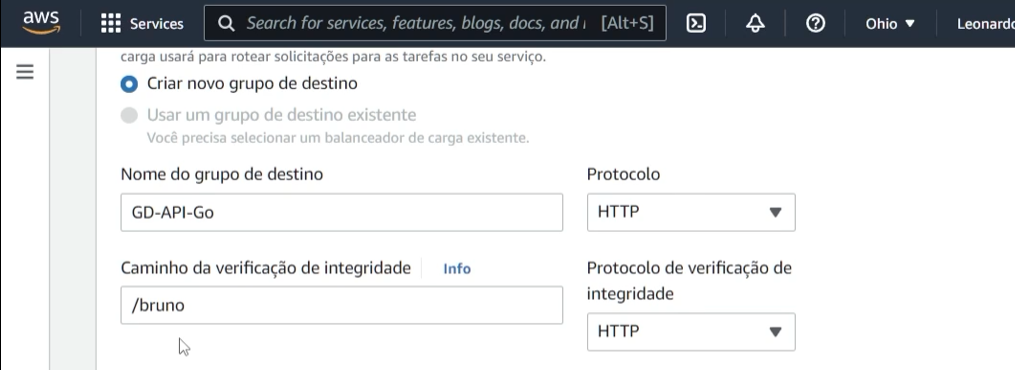 aws
Services
Search for services, features, blogs, docs, and
[Alt+S]
Ohio
Leonardo
carga usará para rotear solicitações para as tarefas no seu serviço.
Criar novo grupo de destino
Usar um grupo de destino existente
Você precisa selecionar um balanceador de carga existente.
Nome do grupo de destino
Protocolo
GD-API-Go
HTTP
Caminho da verificação de integridade
Info
Protocolo de verificação de
integridade
/bruno
HTTP